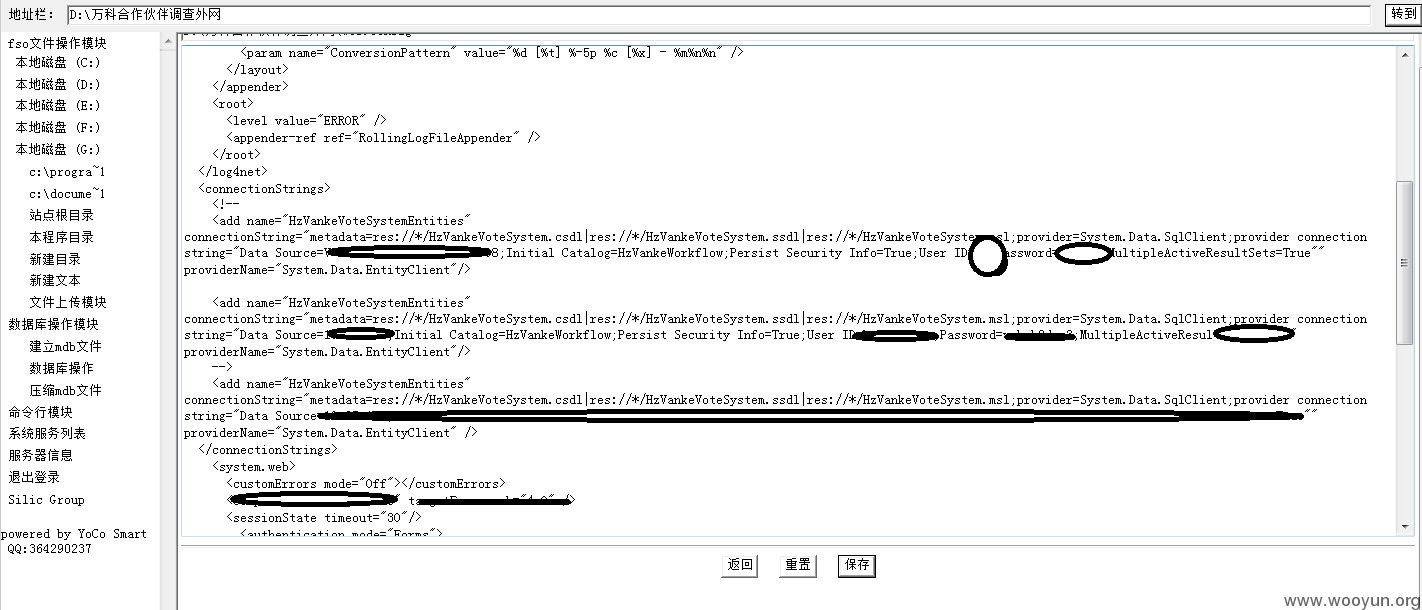 地址栏： D:\万科合作伙伴调查外网 转到
fso文件操作模块
本地磁盘 (C:)
本地磁盘 (D:)
本地磁盘 (E:)
本地磁盘 (F:)
本地磁盘 (G:)
c:\progra~1
c:\docume~1
站点根目录
本程序目录
新建目录
新建文本
文件上传模块
数据库操作模块
建立mdb文件
数据库操作
压缩mdb文件
命令行模块
系统服务列表
服务器信息
退出登录
Silic Group
powered by YoCo Smart
QQ:364290237
<param name="ConversionPattern" value="%d [%t] %-5p %c [%x] - %m%n%n" />
</layout>
</appender>
<root>
<level value="ERROR" />
<appender-ref ref="RollingLogFileAppender" />
</root>
</log4net>
<connectionStrings>
<!--
<add name="HzVankeVoteSystemEntities"
connectionString="metadata=res://*/HzVankeVoteSystem.csdl|res://*/HzVankeVoteSystem.ssdl|res://*/HzVankeVoteSystem.msl;provider=System.Data.SqlClient;provider connection
string="Data Source= 8;Initial Catalog=HzVankeWorkflow;Persist Security Info=True;User ID assword= MultipleActiveResultSets=True""
providerName="System.Data.EntityClient"/>
<add name="HzVankeVoteSystemEntities"
connectionString="metadata=res://*/HzVankeVoteSystem.csdl|res://*/HzVankeVoteSystem.ssdl|res://*/HzVankeVoteSystem.msl;provider=System.Data.SqlClient;provider connection
string="Data Source= Initial Catalog=HzVankeWorkflow;Persist Security Info=True;User ID Password= ;MultipleActiveResul
providerName="System.Data.EntityClient"/>
-->
<add name="HzVankeVoteSystemEntities"
connectionString="metadata=res://*/HzVankeVoteSystem.csdl|res://*/HzVankeVoteSystem.ssdl|res://*/HzVankeVoteSystem.msl;provider=System.Data.SqlClient;provider connection
string="Data Source ""
providerName="System.Data.EntityClient" />
</connectionStrings>
<system.web>
<customErrors mode="Off"></customErrors>
<sessionState timeout="30"/>
<authentication mode="Forms">
返回 重置 保存
www.wooyun.org